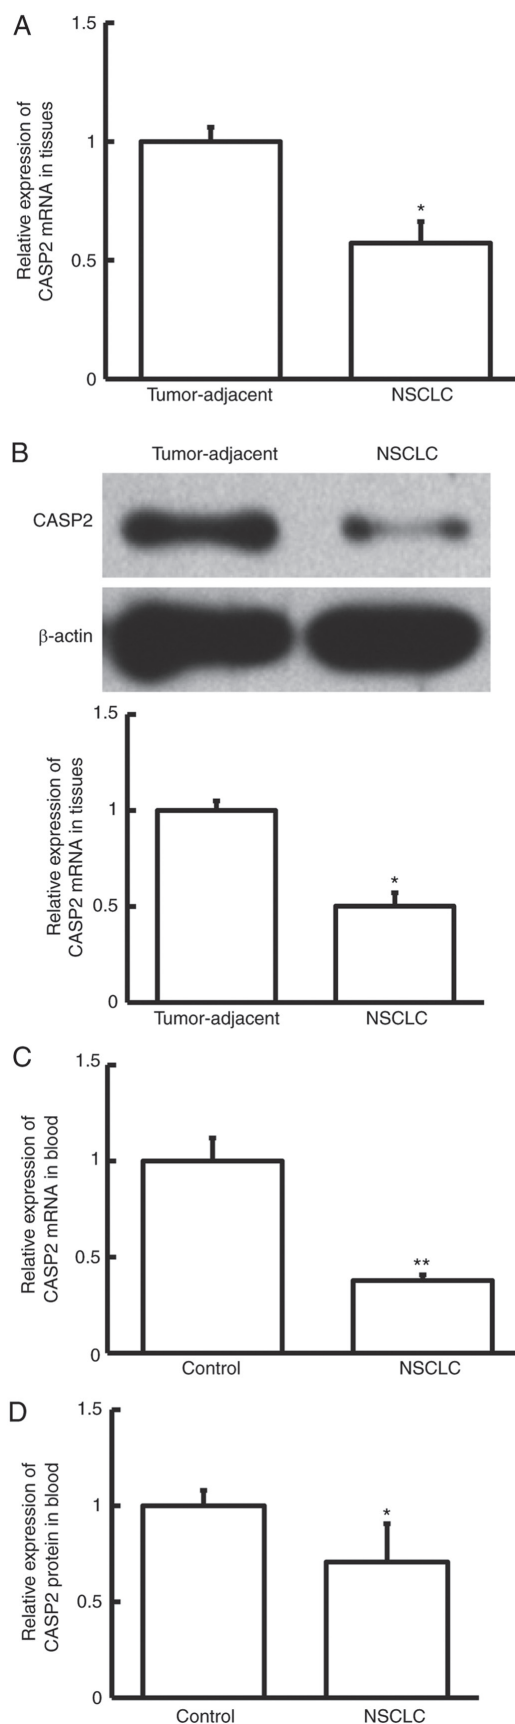 A
1.5
1
0.5
0
Relative expression of
CASP2 mRNA in tissues
*
Tumor-adjacent NSCLC
B
Tumor-adjacent NSCLC
CASP2
β-actin
1.5
1
0.5
0
Relative expression of
CASP2 mRNA in tissues
*
Tumor-adjacent NSCLC
C
1.5
1
0.5
0
Relative expression of
CASP2 mRNA in blood
**
Control NSCLC
D
1.5
1
0.5
0
Relative expression of
CASP2 protein in blood
*
Control NSCLC